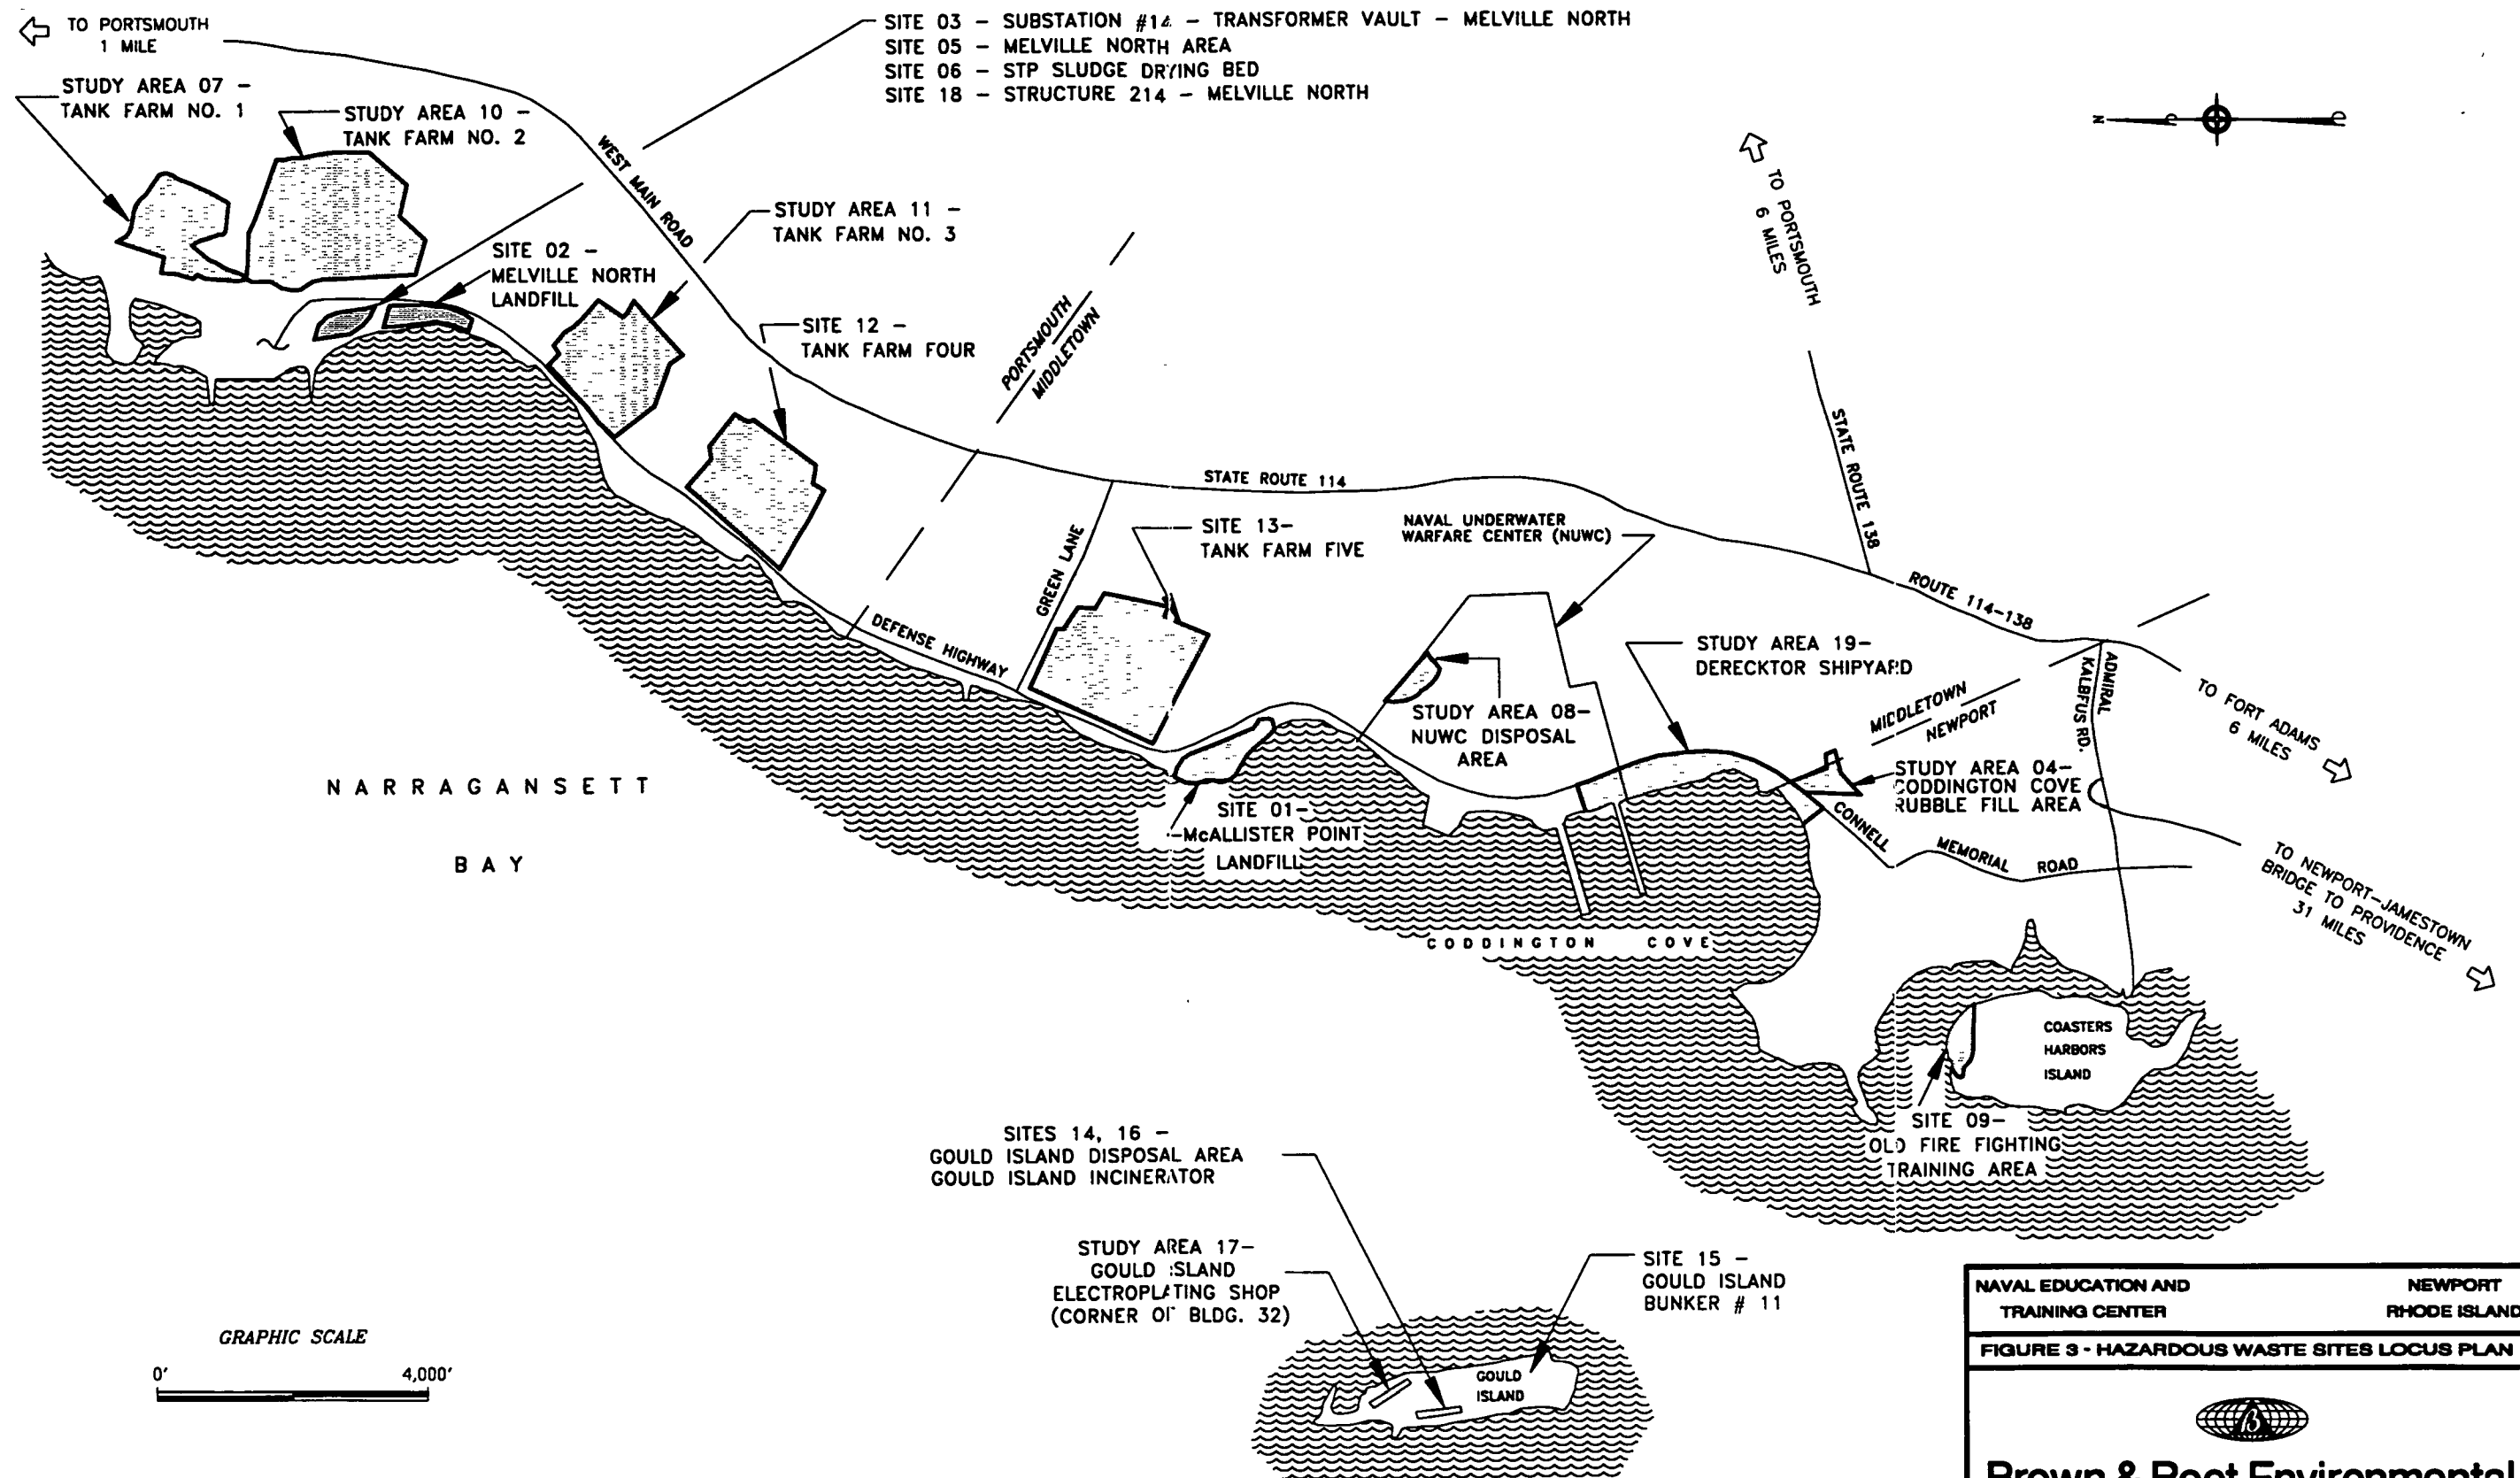 TO PORTSMOUTH
1 MILE
SITE 03 - SUBSTATION #14 - TRANSFORMER VAULT - MELVILLE NORTH
SITE 05 - MELVILLE NORTH AREA
SITE 06 - STP SLUDGE DRYING BED
SITE 18 - STRUCTURE 214 - MELVILLE NORTH
STUDY AREA 07 -
TANK FARM NO. 1
STUDY AREA 10 -
TANK FARM NO. 2
WEST MAIN ROAD
N
TO PORTSMOUTH
6 MILES
STUDY AREA 11 -
TANK FARM NO. 3
SITE 02 -
MELVILLE NORTH
LANDFILL
SITE 12 -
TANK FARM FOUR
PORTSMOUTH
MIDDLETOWN
STATE ROUTE 114
STATE ROUTE 138
SITE 13-
TANK FARM FIVE
NAVAL UNDERWATER
WARFARE CENTER (NUWC)
GREEN LANE
DEFENSE HIGHWAY
ROUTE 114-138
STUDY AREA 19-
DERECKTOR SHIPYARD
ADMIRAL
KALBFUS RD.
MIDDLETOWN
NEWPORT
TO FORT ADAMS
6 MILES
STUDY AREA 08-
NUWC DISPOSAL
AREA
STUDY AREA 04-
CODDINGTON COVE
RUBBLE FILL AREA
NARRAGANSETT
BAY
SITE 01-
McALLISTER POINT
LANDFILL
CONNELL MEMORIAL ROAD
TO NEWPORT-JAMESTOWN
BRIDGE TO PROVIDENCE
31 MILES
CODDINGTON COVE
COASTERS
HARBORS
ISLAND
SITE 09-
OLD FIRE FIGHTING
TRAINING AREA
SITES 14, 16 -
GOULD ISLAND DISPOSAL AREA
GOULD ISLAND INCINERATOR
STUDY AREA 17-
GOULD ISLAND
ELECTROPLATING SHOP
(CORNER OF BLDG. 32)
SITE 15 -
GOULD ISLAND
BUNKER # 11
GOULD
ISLAND
GRAPHIC SCALE
0' 4,000'
NAVAL EDUCATION AND NEWPORT
TRAINING CENTER RHODE ISLAND
FIGURE 3 - HAZARDOUS WASTE SITES LOCUS PLAN
Brown & Root Environmental